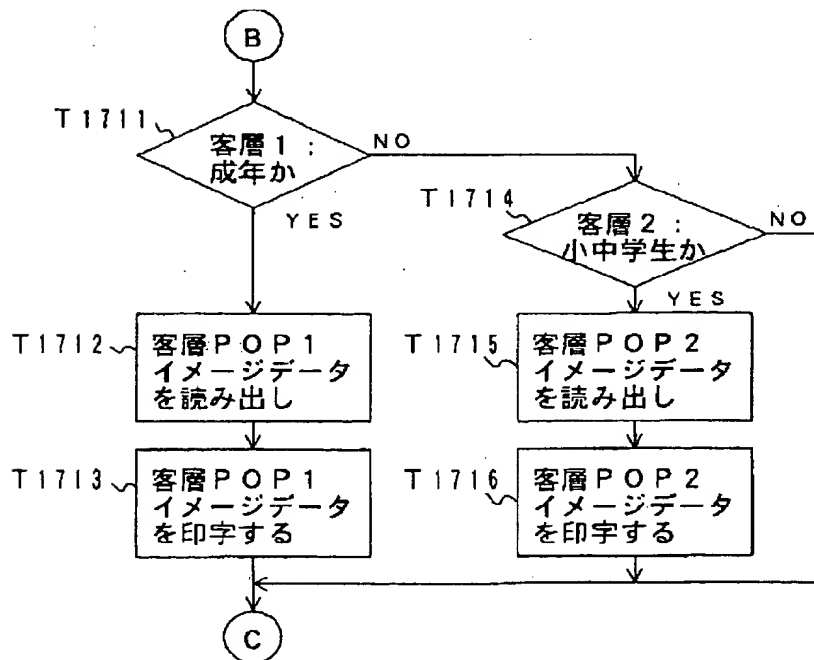 B
T1711
客層1:
成年か
NO
YES
T1714
客層2:
小中学生か
NO
YES
T1712
客層POP1
イメージデータ
を読み出し
T1715
客層POP2
イメージデータ
を読み出し
T1713
客層POP1
イメージデータ
を印字する
T1716
客層POP2
イメージデータ
を印字する
C